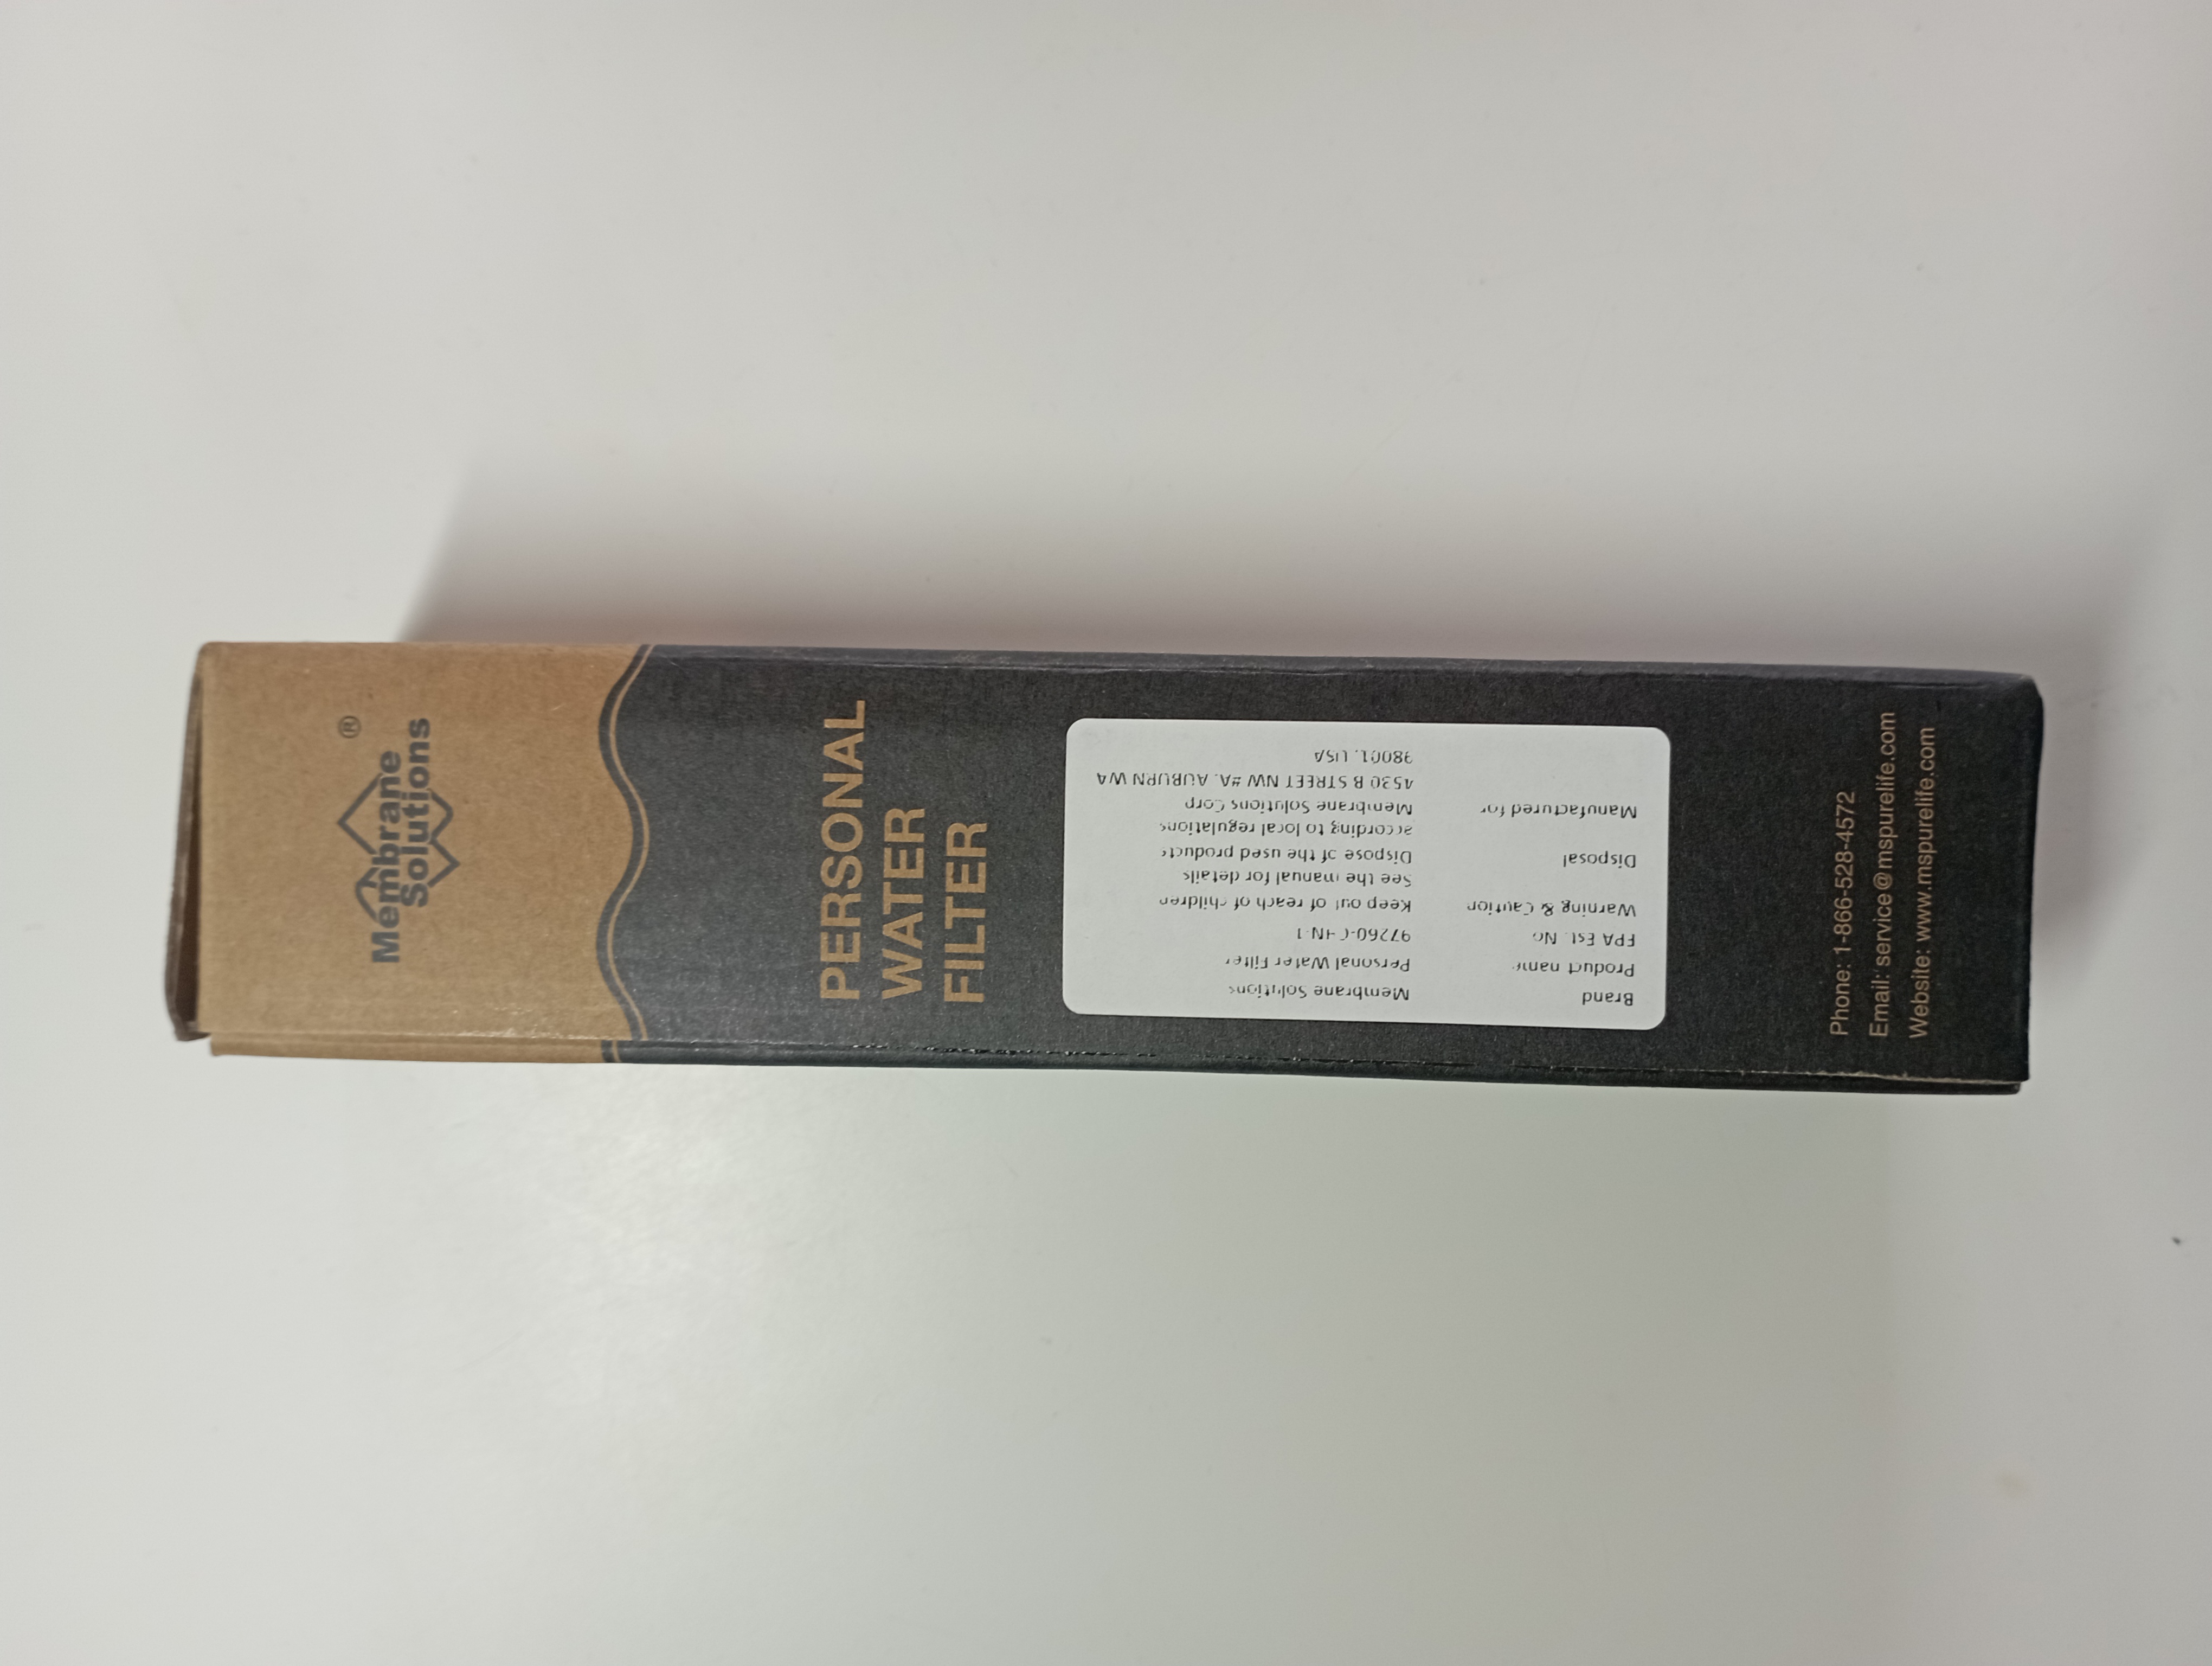 Membrane
Solutions
®
PERSONAL
WATER
FILTER
Brand Membrane Solutions
Product name Personal Water Filter
EPA Est. No 97260-CHN-1
Warning & Caution Keep out of reach of children
See the manual for details
Disposal Dispose of the used products
according to local regulations
Manufactured for Membrane Solutions Corp
4530 B STREET NW #A. AUBURN WA
98001. USA
Phone: 1-866-528-4572
Email: service@mspurelife.com
Website: www.mspurelife.com